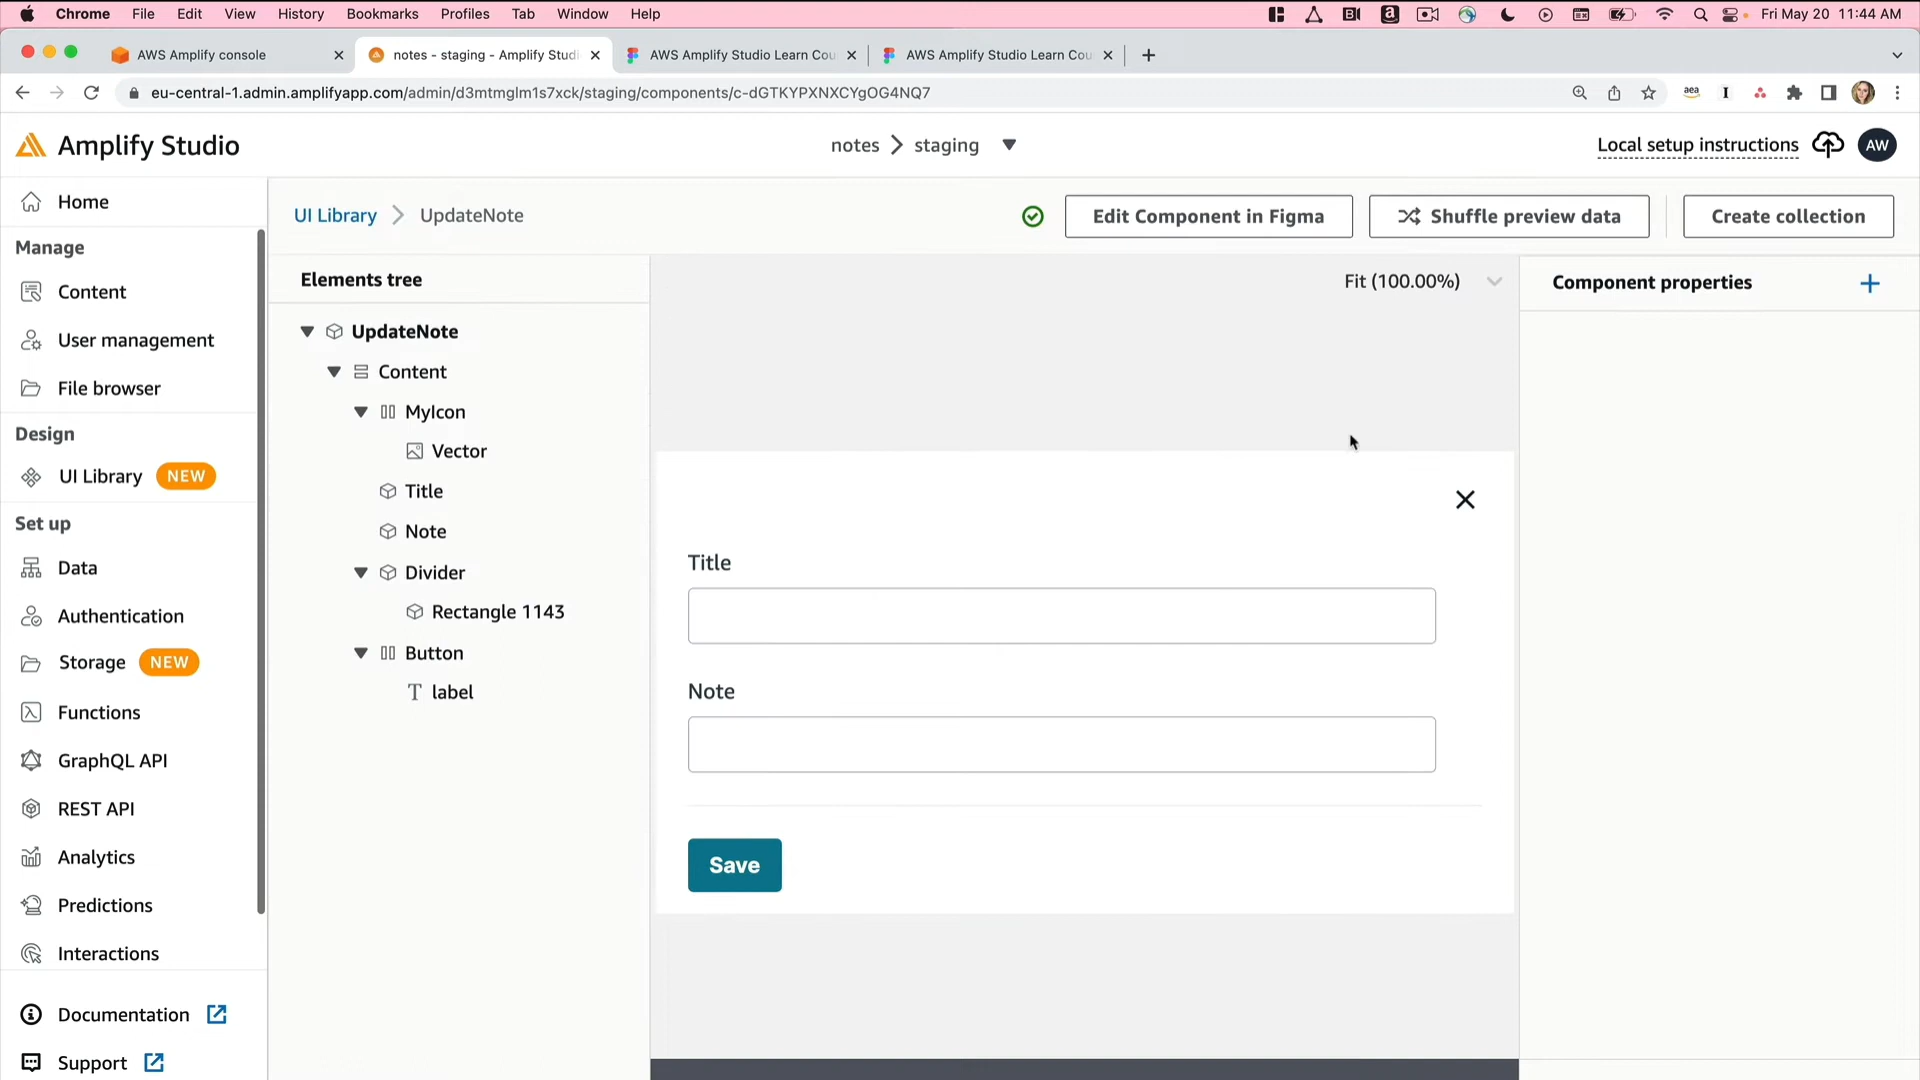 Chrome File Edit View History Bookmarks Profiles Tab Window Help Fri May 20 11:44 AM
AWS Amplify console
notes - staging - Amplify Studi
AWS Amplify Studio Learn Cou
AWS Amplify Studio Learn Cou
eu-central-1.admin.amplifyapp.com/admin/d3mtmglm1s7xck/staging/components/c-dGTKYPXNXCYgOG4NQ7
aea
Amplify Studio
notes > staging
Local setup instructions
AW
Home
Manage
Content
User management
File browser
Design
UI Library NEW
Set up
Data
Authentication
Storage NEW
Functions
GraphQL API
REST API
Analytics
Predictions
Interactions
Documentation
Support
UI Library > UpdateNote
Edit Component in Figma
Shuffle preview data
Create collection
Elements tree
UpdateNote
Content
MyIcon
Vector
Title
Note
Divider
Rectangle 1143
Button
T label
Fit (100.00%)
Title
Note
Save
Component properties